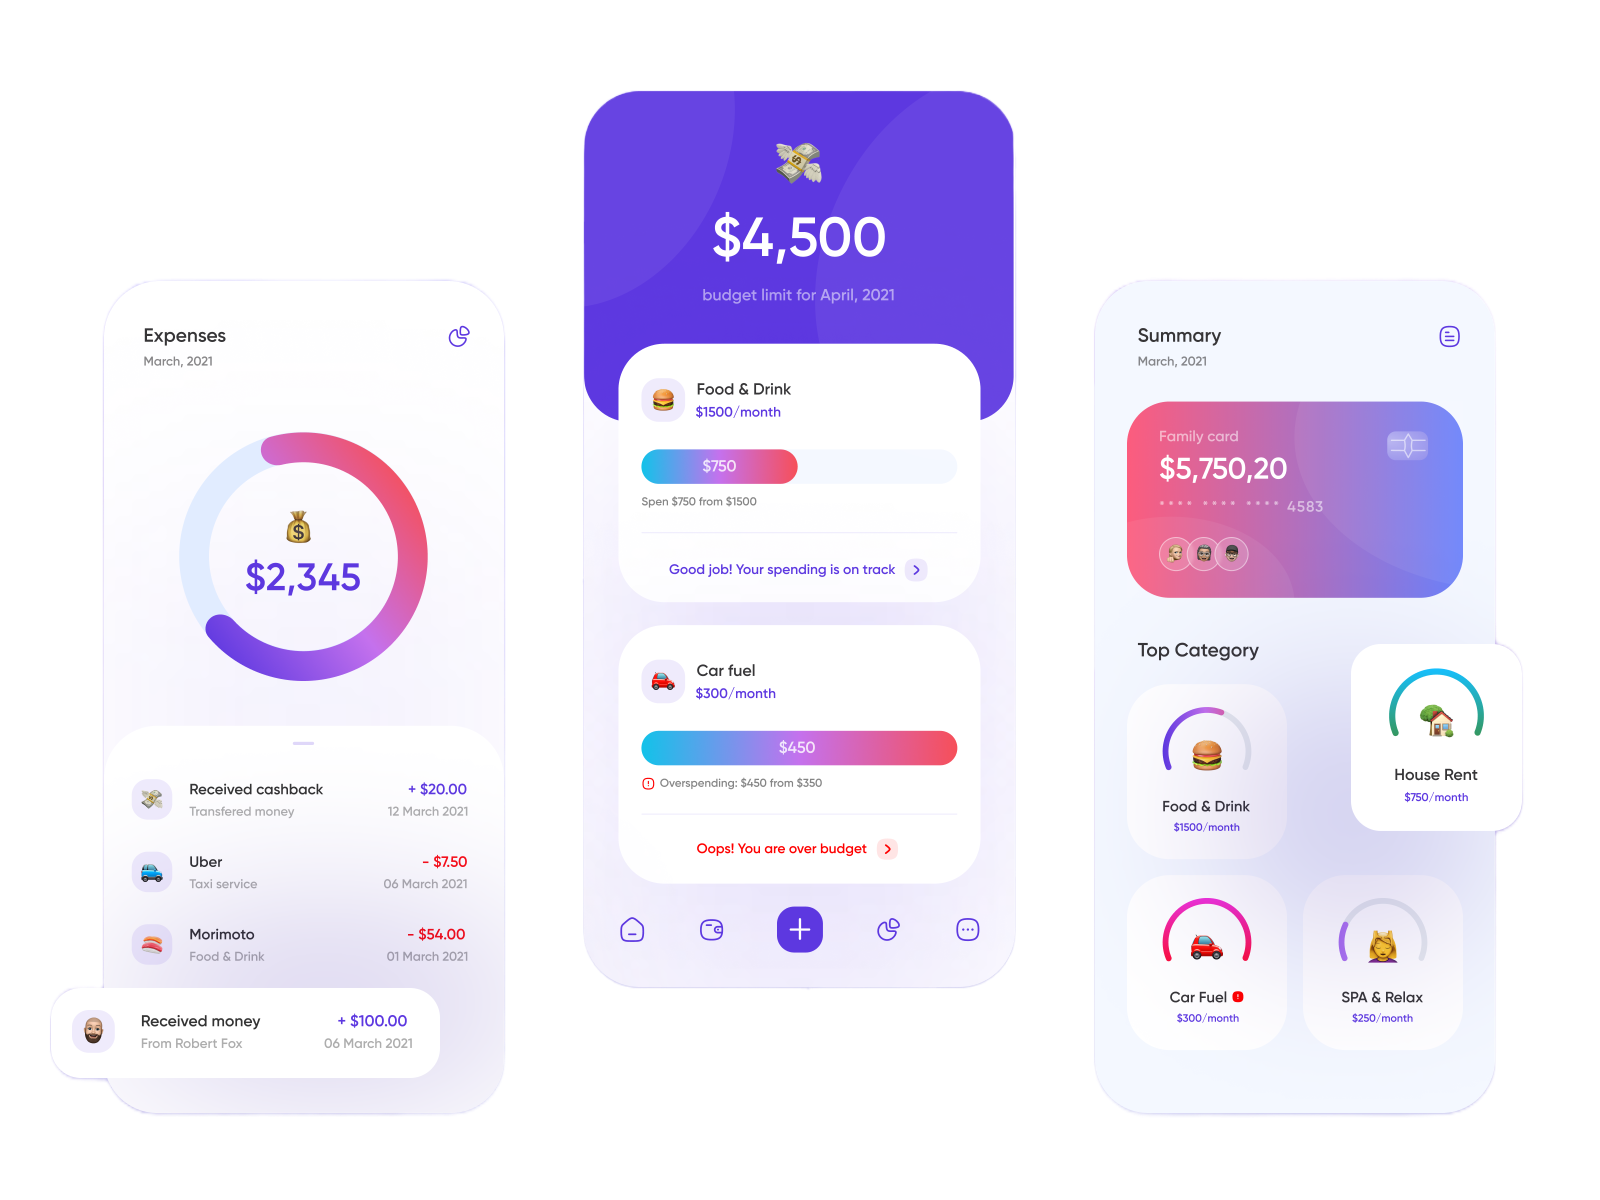 Expenses
March, 2021
$2,345
Received cashback
+ $20.00
Transfered money
12 March 2021
Uber
- $7.50
Taxi service
06 March 2021
Morimoto
- $54.00
Food & Drink
01 March 2021
Received money
+ $100.00
From Robert Fox
06 March 2021
$4,500
budget limit for April, 2021
Food & Drink
$1500/month
$750
Spen $750 from $1500
Good job! Your spending is on track
Car fuel
$300/month
$450
Overspending: $450 from $350
Oops! You are over budget
Summary
March, 2021
Family card
$5,750,20
•••• •••• •••• 4583
Top Category
Food & Drink
$1500/month
House Rent
$750/month
Car Fuel
$300/month
SPA & Relax
$250/month